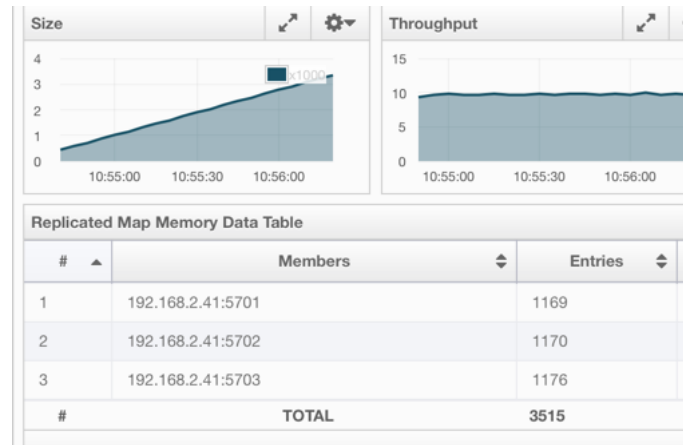 Size
x1000
4
3
2
1
0
10:55:00 10:55:30 10:56:00
Throughput
15
10
5
0
10:55:00 10:55:30 10:56:00
Replicated Map Memory Data Table
# Members Entries
1 192.168.2.41:5701 1169
2 192.168.2.41:5702 1170
3 192.168.2.41:5703 1176
# TOTAL 3515